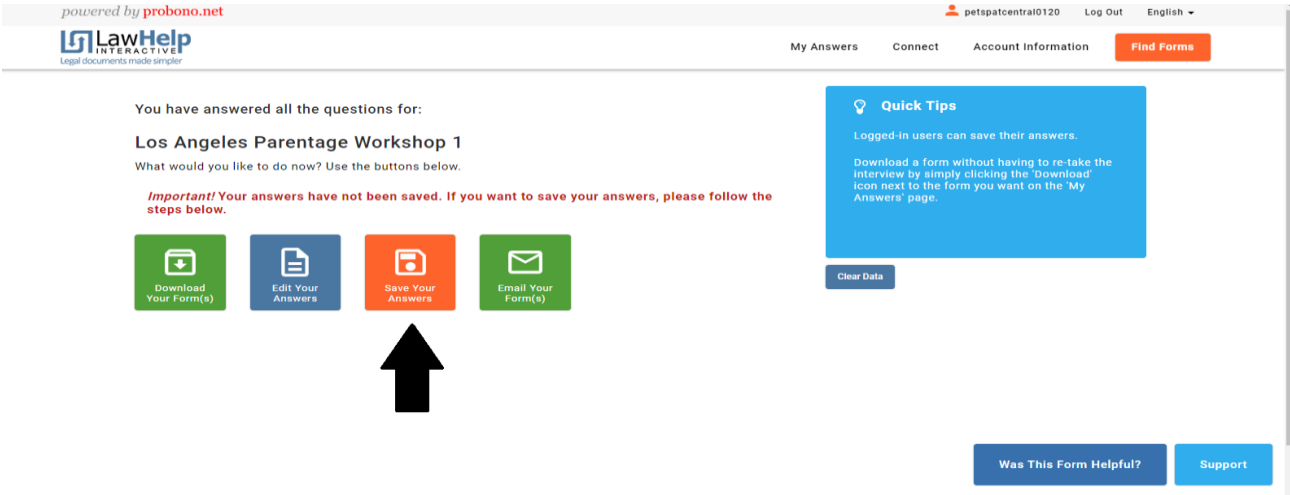 powered by probono.net
petspatcentral0120 Log Out English
LawHelp
INTERACTIVE
Legal documents made simpler
My Answers Connect Account Information Find Forms
You have answered all the questions for:
Los Angeles Parentage Workshop 1
What would you like to do now? Use the buttons below.
Important! Your answers have not been saved. If you want to save your answers, please follow the
steps below.
Download
Your Form(s)
Edit Your
Answers
Save Your
Answers
Email Your
Form(s)
Quick Tips
Logged-in users can save their answers.
Download a form without having to re-take the
interview by simply clicking the 'Download'
icon next to the form you want on the 'My
Answers' page.
Clear Data
Was This Form Helpful?
Support